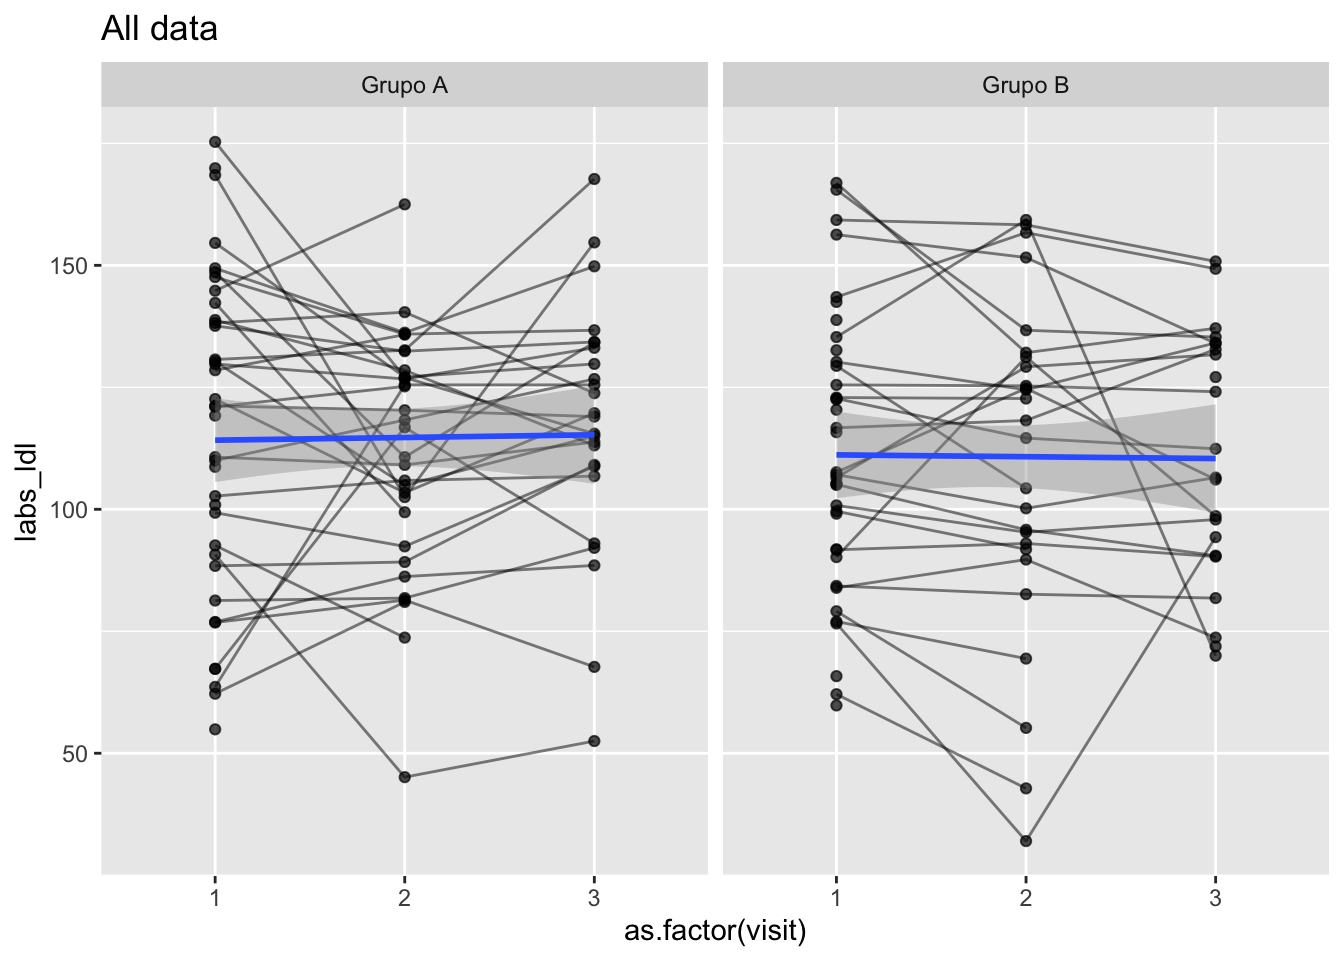 All data
Grupo A
Grupo B
150
100
50
labs_ldl
1 2 3
1 2 3
as.factor(visit)